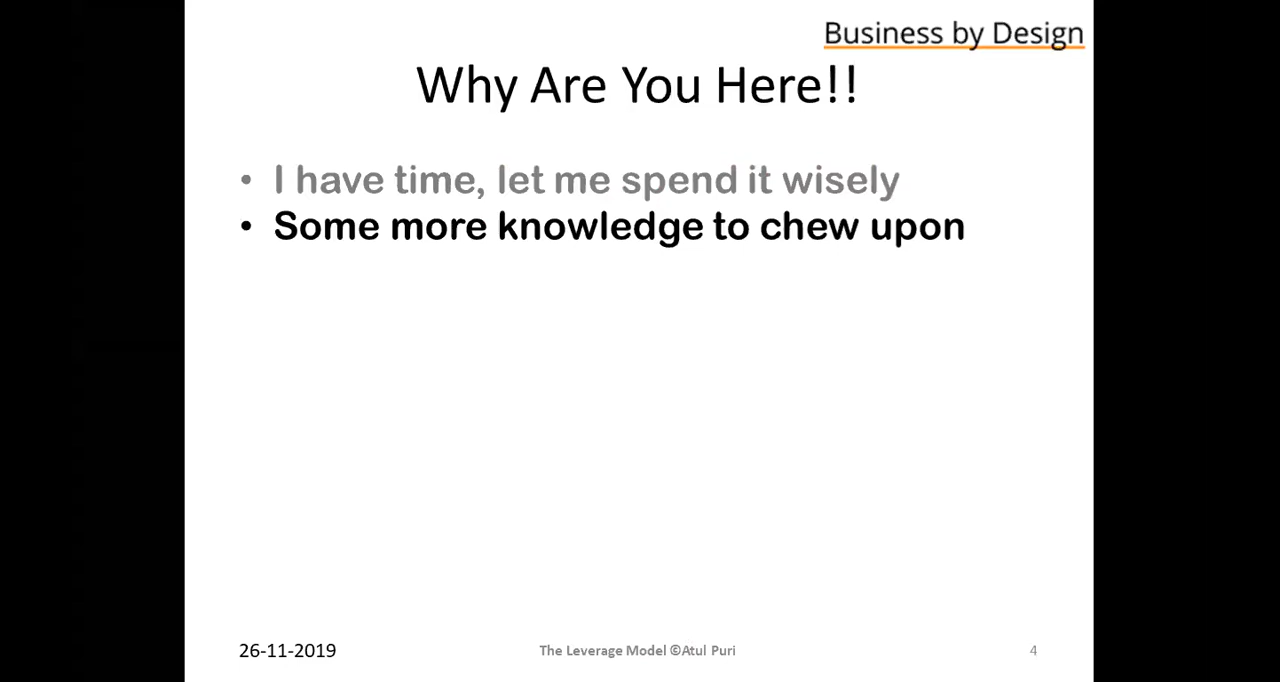 Business by Design
Why Are You Here!!
• I have time, let me spend it wisely
• Some more knowledge to chew upon
26-11-2019
The Leverage Model ©Atul Puri
4